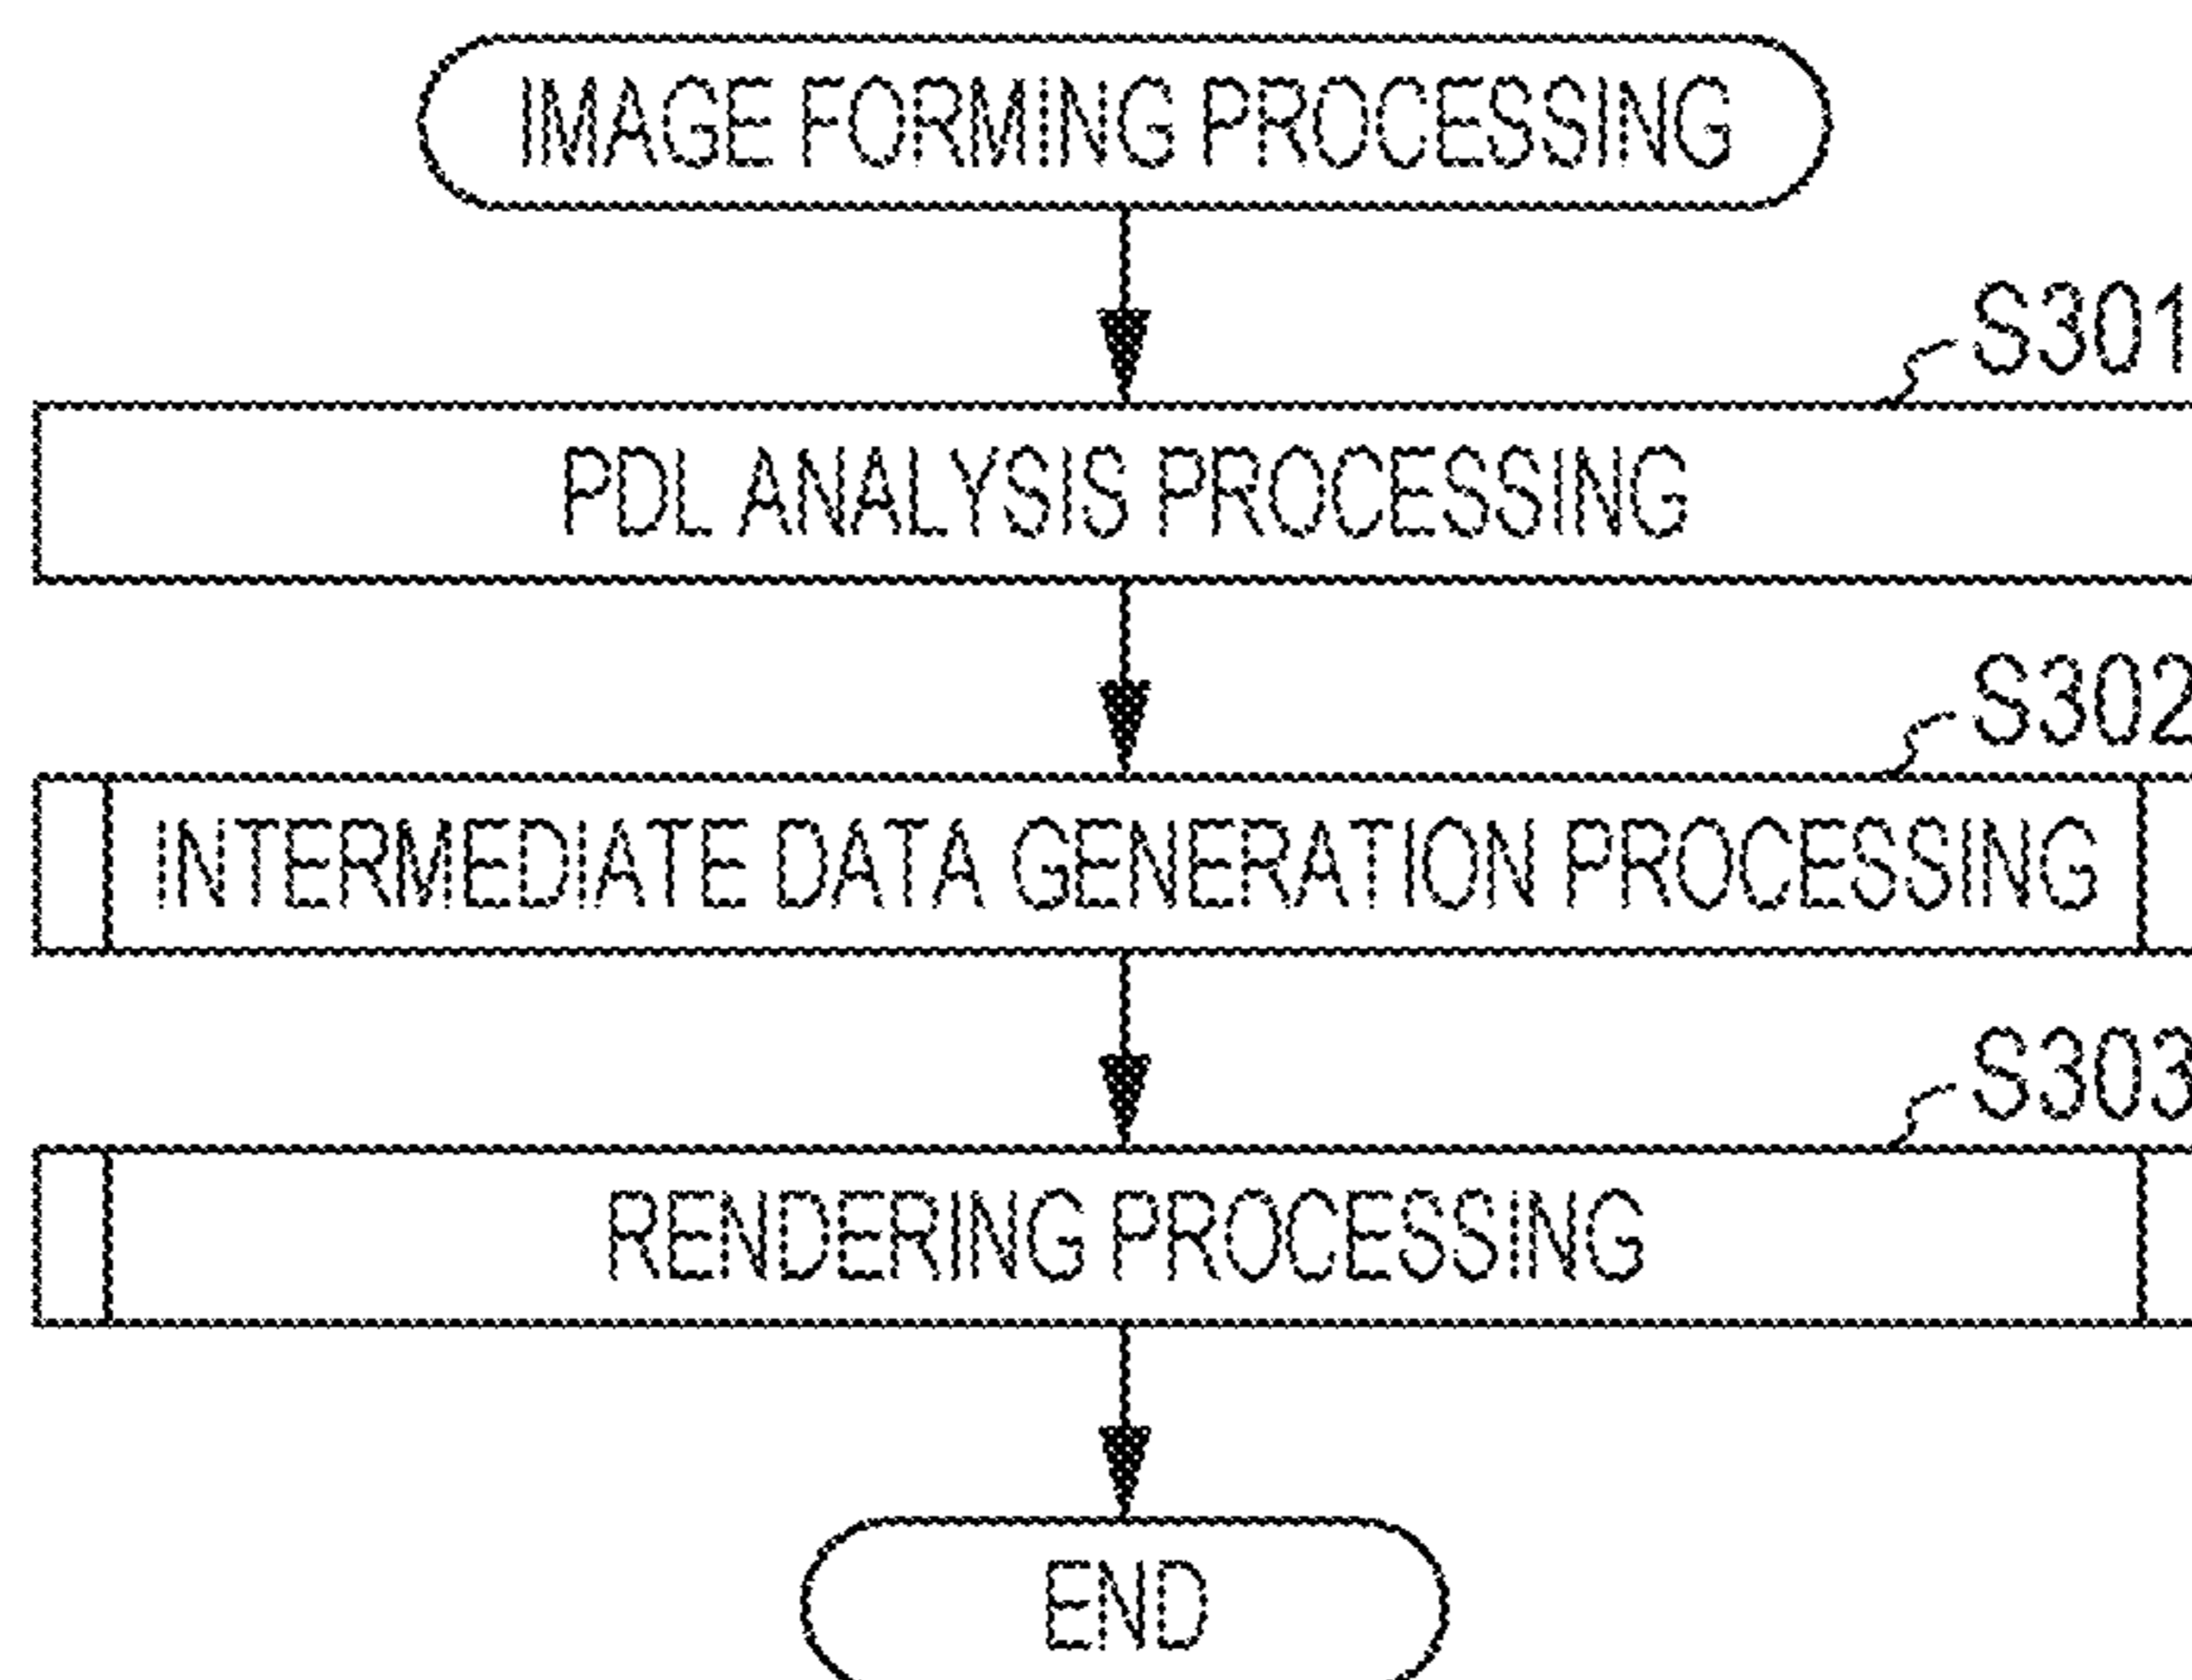 IMAGE FORMING PROCESSING
S301
PDL ANALYSIS PROCESSING
S302
INTERMEDIATE DATA GENERATION PROCESSING
S303
RENDERING PROCESSING
END